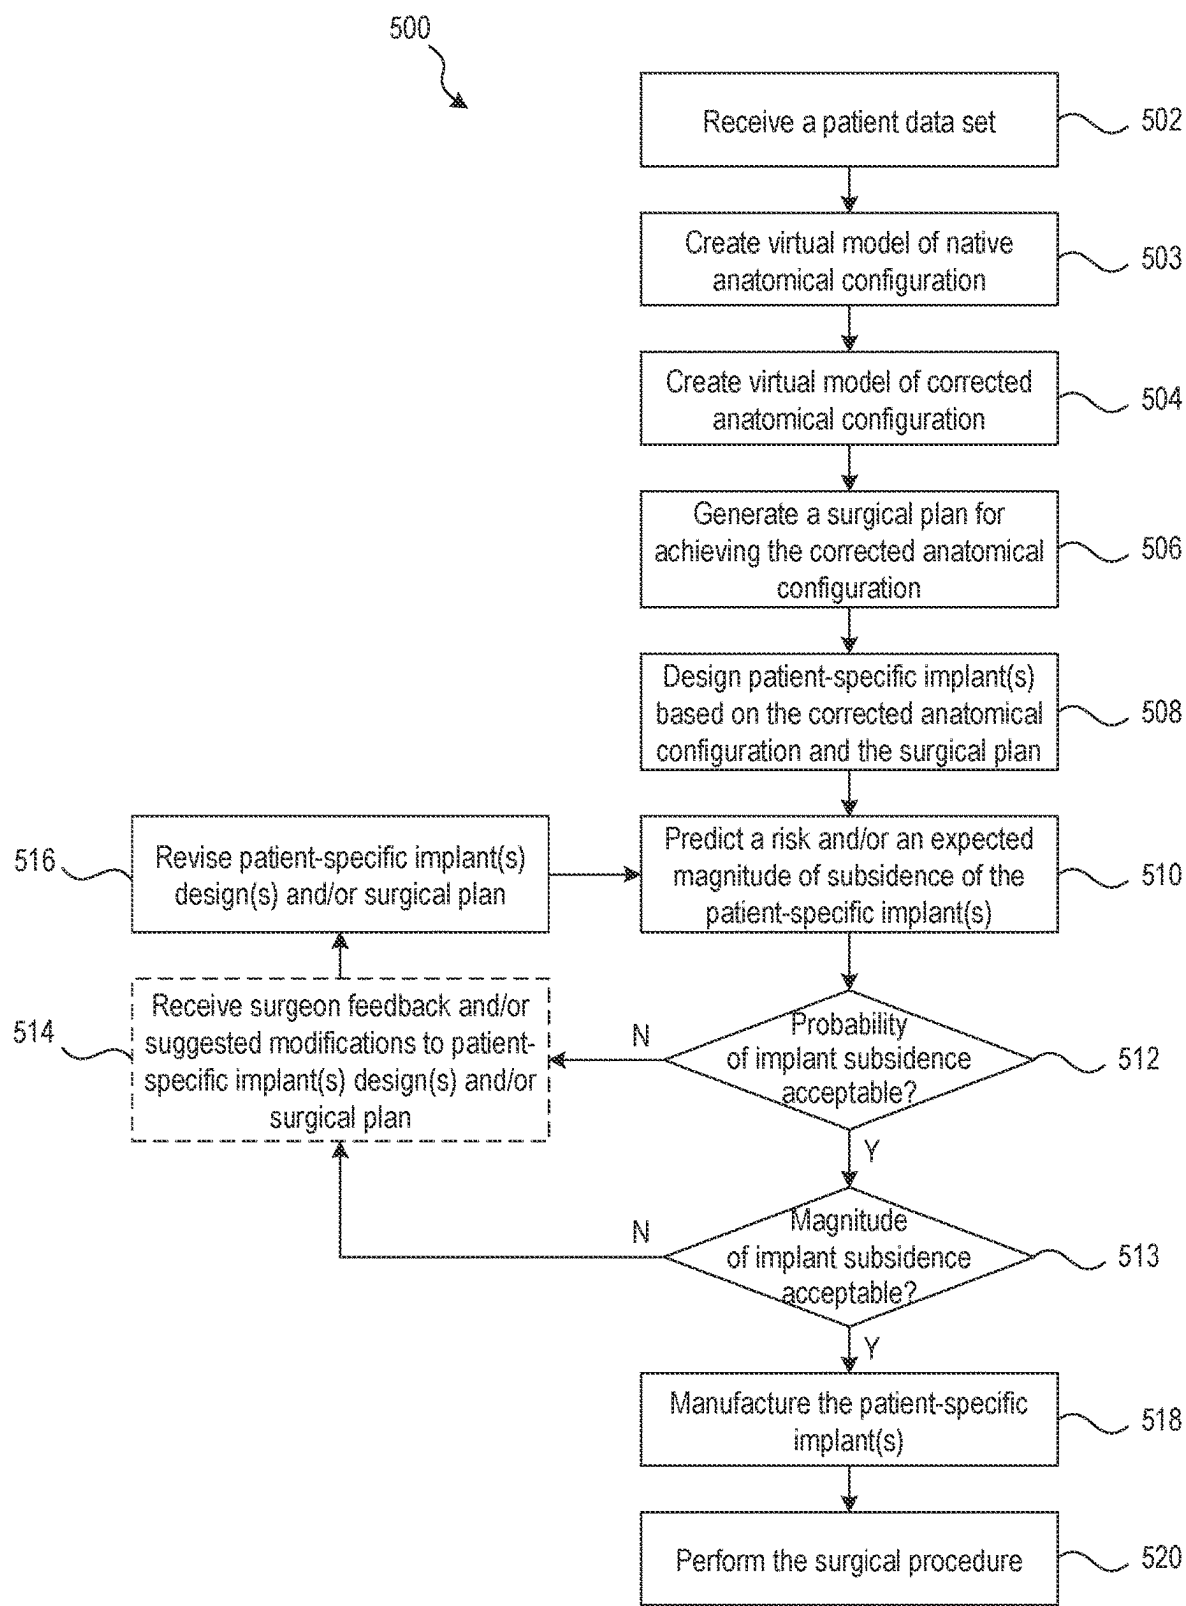 500
Receive a patient data set
502
Create virtual model of native
anatomical configuration
503
Create virtual model of corrected
anatomical configuration
504
Generate a surgical plan for
achieving the corrected anatomical
configuration
506
Design patient-specific implant(s)
based on the corrected anatomical
configuration and the surgical plan
508
516
Revise patient-specific implant(s)
design(s) and/or surgical plan
Predict a risk and/or an expected
magnitude of subsidence of the
patient-specific implant(s)
510
514
Receive surgeon feedback and/or
suggested modifications to patient-
specific implant(s) design(s) and/or
surgical plan
N
Probability
of implant subsidence
acceptable?
512
Y
N
Magnitude
of implant subsidence
acceptable?
513
Y
Manufacture the patient-specific
implant(s)
518
Perform the surgical procedure
520